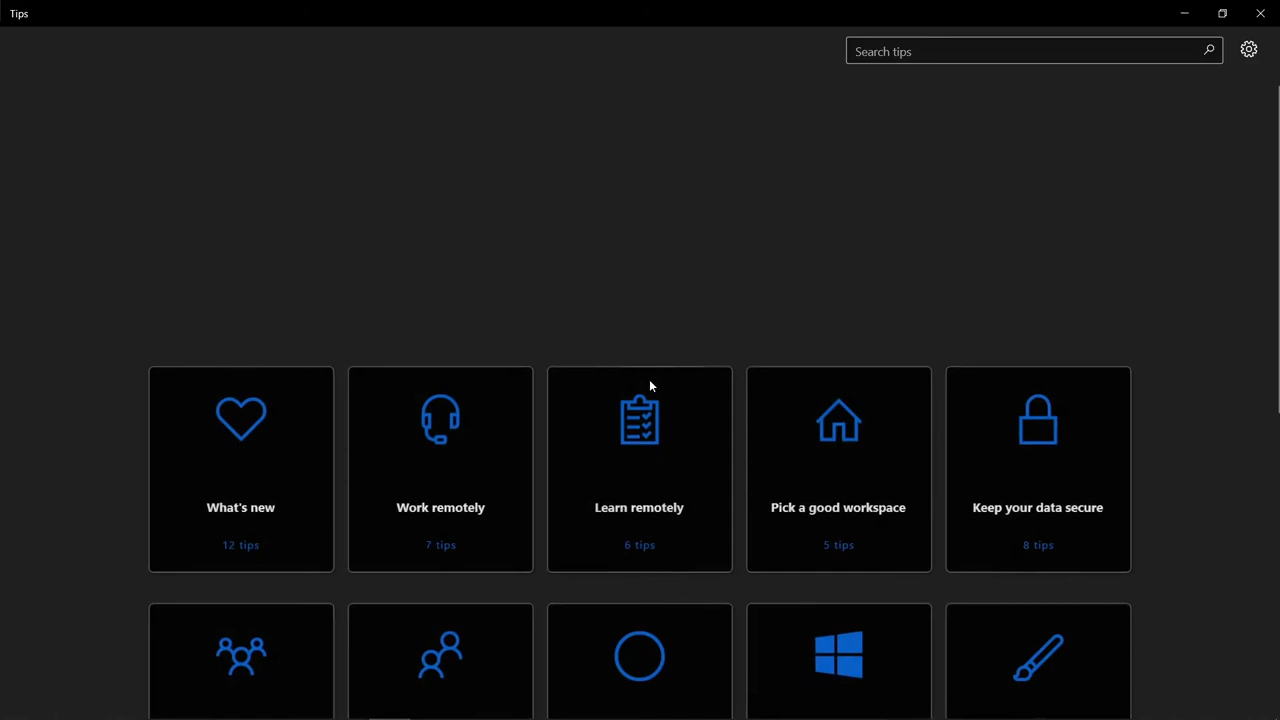 Tips
Search tips
What's new
Work remotely
Learn remotely
Pick a good workspace
Keep your data secure
12 tips
7 tips
6 tips
5 tips
8 tips